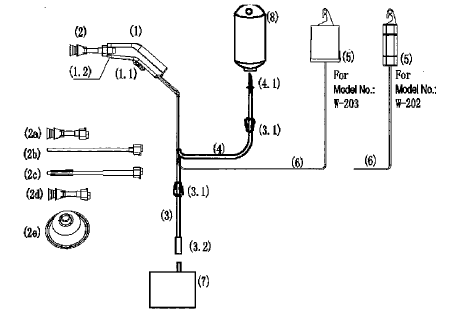 (2)
(1)
(8)
(1.2)
(1.1)
(4.1)
(5)
For
Model No.:
W-203
(5)
For
Model No.:
W-202
(2a)
(2b)
(2c)
(2d)
(2e)
(3.1)
(4)
(6)
(6)
(3.1)
(3)
(3.2)
(7)